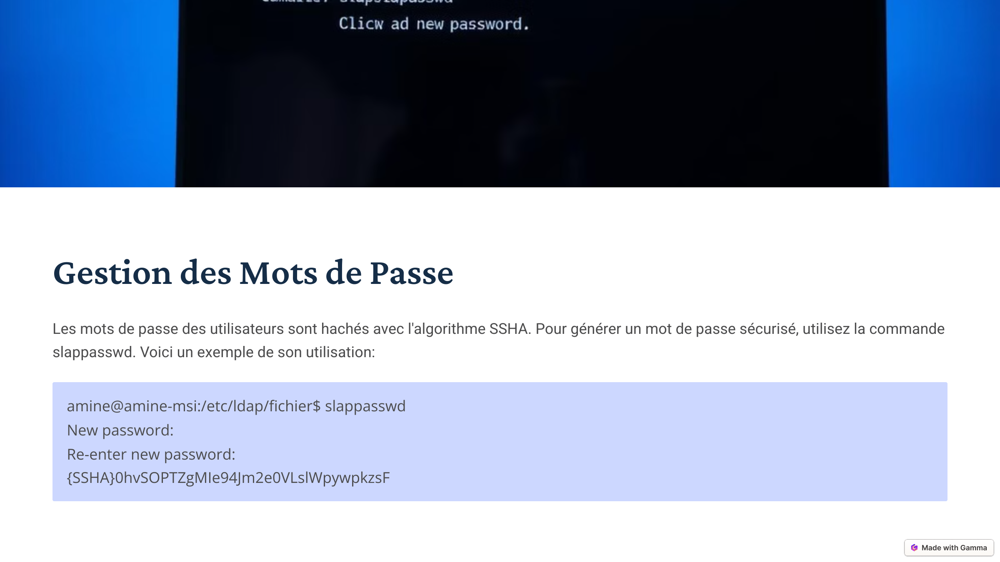 Clicw ad new password.
Gestion des Mots de Passe
Les mots de passe des utilisateurs sont hachés avec l'algorithme SSHA. Pour générer un mot de passe sécurisé, utilisez la commande
slappasswd. Voici un exemple de son utilisation:
amine@amine-msi:/etc/ldap/fichier$ slappasswd
New password:
Re-enter new password:
{SSHA}0hvSOPTZgMIe94Jm2e0VLslWpywpkzsF
Made with Gamma